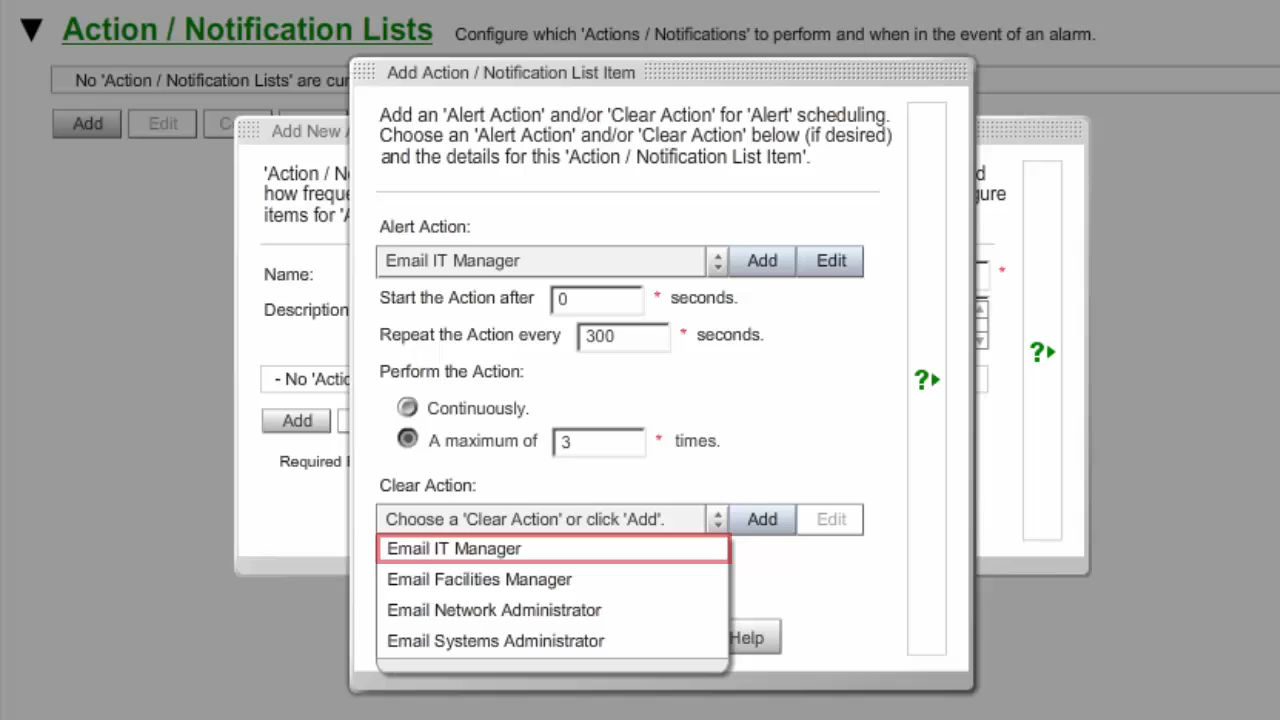 ▼ Action / Notification Lists Configure which 'Actions / Notifications' to perform and when in the event of an alarm.
No 'Action / Notification Lists' are cur
Add Edit C
Add New A
'Action / No
how freque
items for 'A
Name:
Description
- No 'Actio
Add
Required F
d
gure
*
?
Add Action / Notification List Item
Add an 'Alert Action' and/or 'Clear Action' for 'Alert' scheduling.
Choose an 'Alert Action' and/or 'Clear Action' below (if desired)
and the details for this 'Action / Notification List Item'.
Alert Action:
Email IT Manager Add Edit
Start the Action after 0 * seconds.
Repeat the Action every 300 * seconds.
Perform the Action:
Continuously.
A maximum of 3 * times.
Clear Action:
Choose a 'Clear Action' or click 'Add'. Add Edit
Email IT Manager
Email Facilities Manager
Email Network Administrator
Email Systems Administrator
Help
?